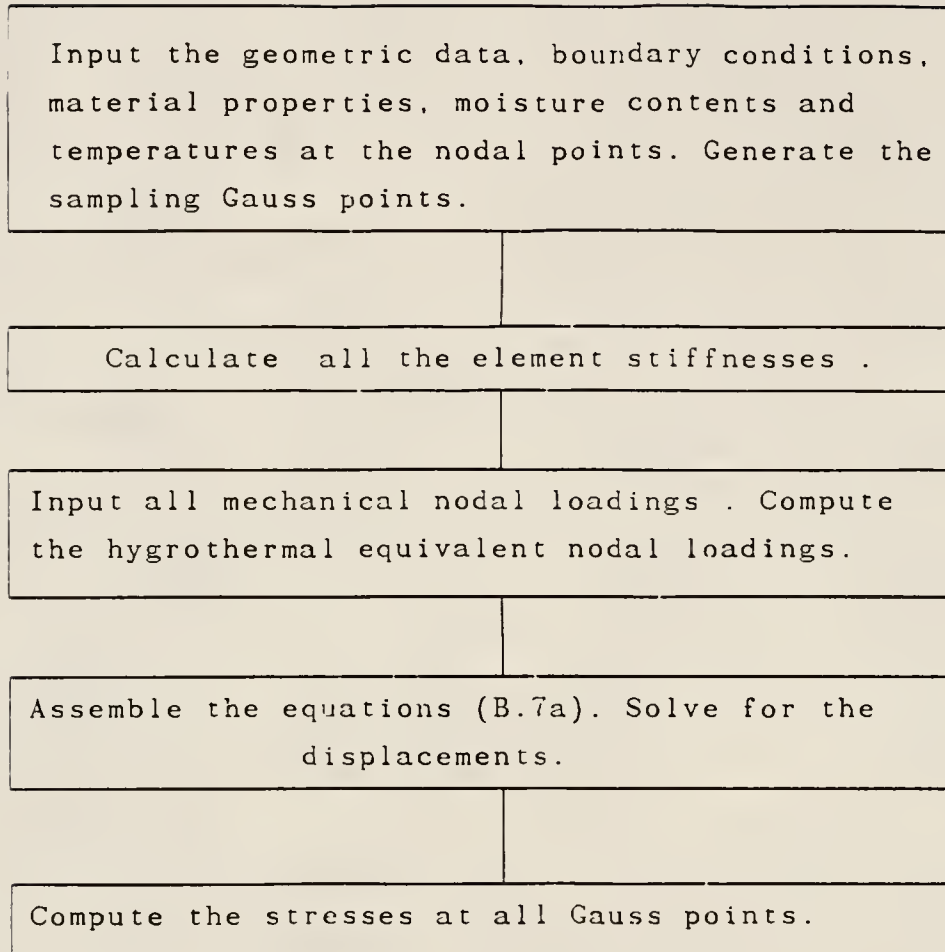 Input the geometric data, boundary conditions,
material properties, moisture contents and
temperatures at the nodal points. Generate the
sampling Gauss points.
Calculate all the element stiffnesses .
Input all mechanical nodal loadings . Compute
the hygrothermal equivalent nodal loadings.
Assemble the equations (B.7a). Solve for the
displacements.
Compute the stresses at all Gauss points.